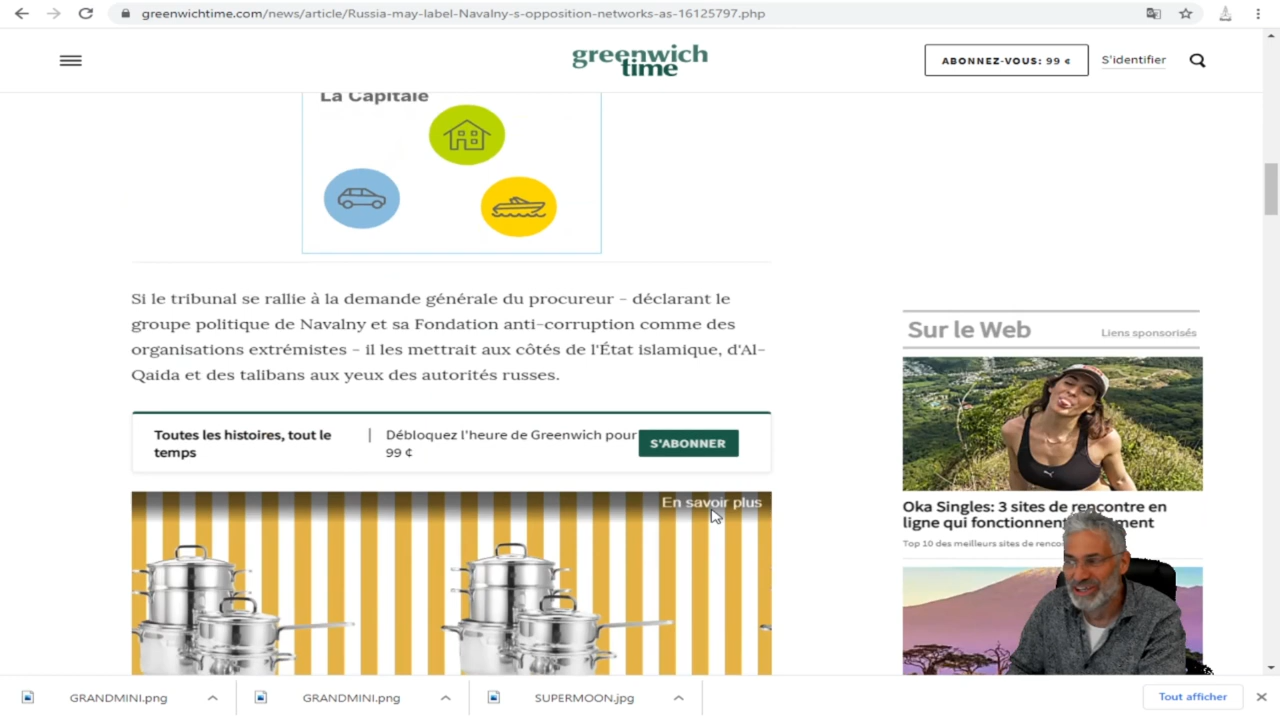 greenwichtime.com/news/article/Russia-may-label-Navalny-s-opposition-networks-as-16125797.php
greenwich
time
ABONNEZ-VOUS: 99 ¢
S'identifier
La Capitale
Si le tribunal se rallie à la demande générale du procureur - déclarant le
groupe politique de Navalny et sa Fondation anti-corruption comme des
organisations extrémistes - il les mettrait aux côtés de l'État islamique, d'Al-
Qaida et des talibans aux yeux des autorités russes.
Toutes les histoires, tout le
temps
| Débloquez l'heure de Greenwich pour
99 ¢
S'ABONNER
En savoir plus
Sur le Web
Liens sponsorisés
Oka Singles: 3 sites de rencontre en
ligne qui fonctionnent
Top 10 des meilleurs sites de
GRANDMINI.png
GRANDMINI.png
SUPERMOON.jpg
Tout afficher